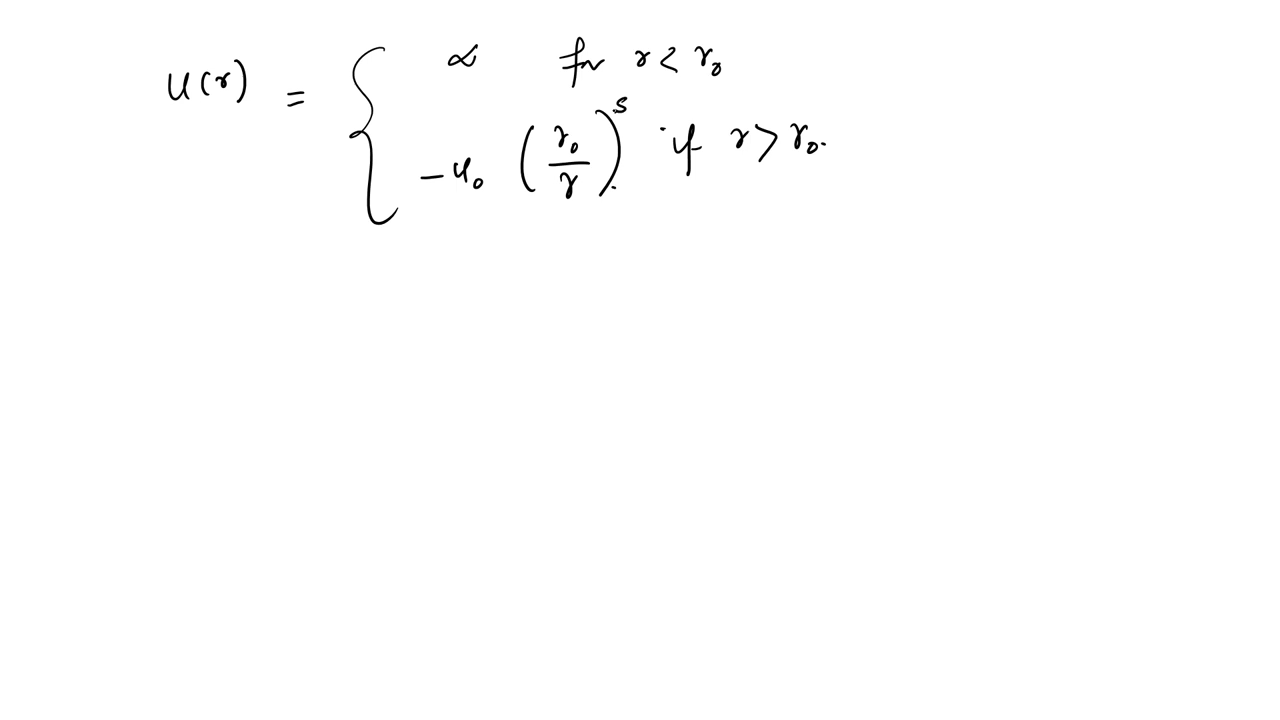 U(r) = { ∝ for r < r₀
-u₀ (r₀/r)ˢ if r > r₀.